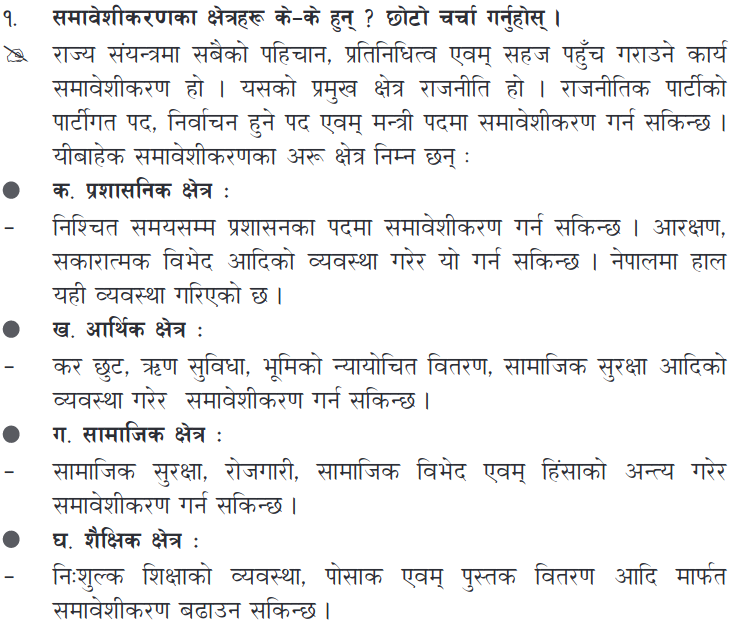 १. समावेशीकरणका क्षेत्रहरू के-के हुन् ? छोटो चर्चा गर्नुहोस् ।
राज्य संयन्त्रमा सबैको पहिचान, प्रतिनिधित्व एवम् सहज पहुँच गराउने कार्य
समावेशीकरण हो । यसको प्रमुख क्षेत्र राजनीति हो । राजनीतिक पार्टीको
पार्टीगत पद, निर्वाचन हुने पद एवम् मन्त्री पदमा समावेशीकरण गर्न सकिन्छ ।
यीबाहेक समावेशीकरणका अरू क्षेत्र निम्न छन् :
● क. प्रशासनिक क्षेत्र :
– निश्चित समयसम्म प्रशासनका पदमा समावेशीकरण गर्न सकिन्छ । आरक्षण,
सकारात्मक विभेद आदिको व्यवस्था गरेर यो गर्न सकिन्छ । नेपालमा हाल
यही व्यवस्था गरिएको छ ।
● ख. आर्थिक क्षेत्र :
– कर छुट, ऋण सुविधा, भूमिको न्यायोचित वितरण, सामाजिक सुरक्षा आदिको
व्यवस्था गरेर समावेशीकरण गर्न सकिन्छ ।
● ग. सामाजिक क्षेत्र :
– सामाजिक सुरक्षा, रोजगारी, सामाजिक विभेद एवम् हिंसाको अन्त्य गरेर
समावेशीकरण गर्न सकिन्छ ।
● घ. शैक्षिक क्षेत्र :
– निःशुल्क शिक्षाको व्यवस्था, पोसाक एवम् पुस्तक वितरण आदि मार्फत
समावेशीकरण बढाउन सकिन्छ ।